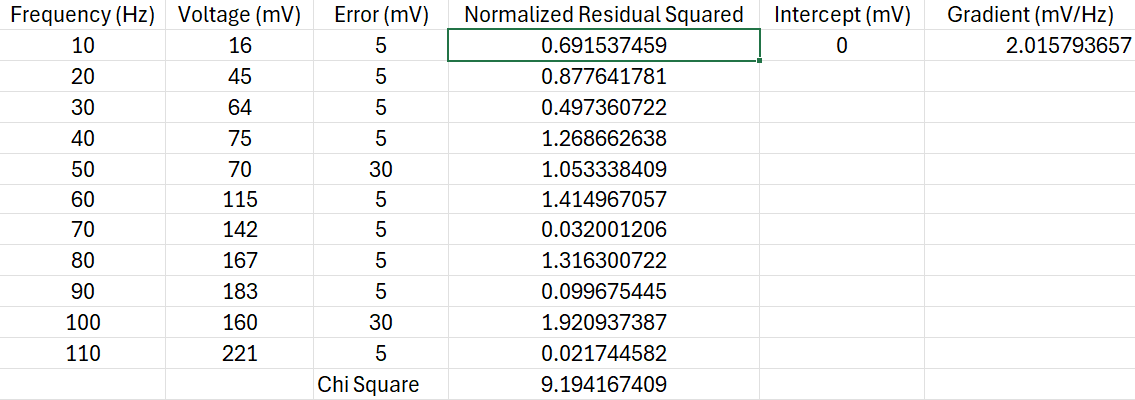 Frequency (Hz) Voltage (mV) Error (mV) Normalized Residual Squared Intercept (mV) Gradient (mV/Hz)
10 16 5 0.691537459 0 2.015793657
20 45 5 0.877641781
30 64 5 0.497360722
40 75 5 1.268662638
50 70 30 1.053338409
60 115 5 1.414967057
70 142 5 0.032001206
80 167 5 1.316300722
90 183 5 0.099675445
100 160 30 1.920937387
110 221 5 0.021744582
Chi Square 9.194167409